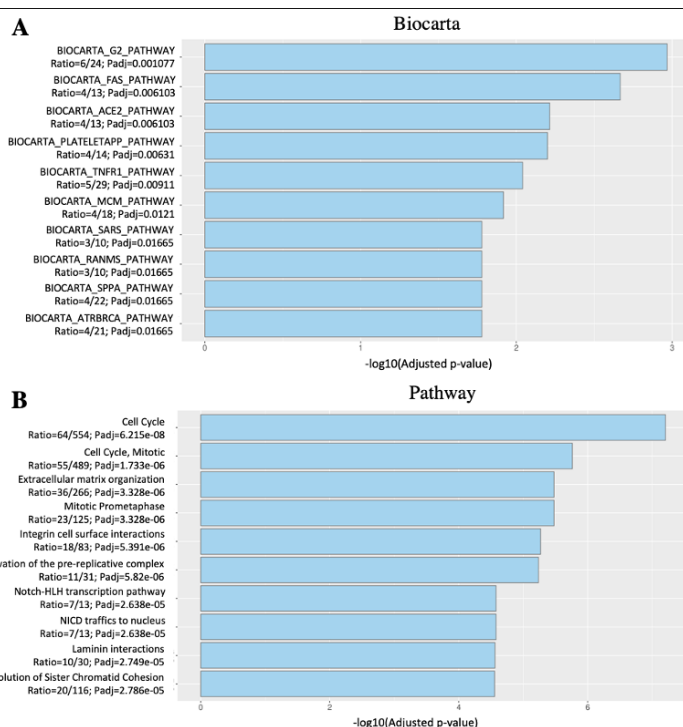 A
Biocarta
BIOCARTA_G2_PATHWAY
Ratio=6/24; Padj=0.001077
BIOCARTA_FAS_PATHWAY
Ratio=4/13; Padj=0.006103
BIOCARTA_ACE2_PATHWAY
Ratio=4/13; Padj=0.006103
BIOCARTA_PLATELETAPP_PATHWAY
Ratio=4/14; Padj=0.00631
BIOCARTA_TNFR1_PATHWAY
Ratio=5/29; Padj=0.00911
BIOCARTA_MCM_PATHWAY
Ratio=4/18; Padj=0.0121
BIOCARTA_SARS_PATHWAY
Ratio=3/10; Padj=0.01665
BIOCARTA_RANMS_PATHWAY
Ratio=3/10; Padj=0.01665
BIOCARTA_SPPA_PATHWAY
Ratio=4/22; Padj=0.01665
BIOCARTA_ATRBRCA_PATHWAY
Ratio=4/21; Padj=0.01665
0 1 2 3
-log10(Adjusted p-value)
B
Pathway
Cell Cycle
Ratio=64/554; Padj=6.215e-08
Cell Cycle, Mitotic
Ratio=55/489; Padj=1.733e-06
Extracellular matrix organization
Ratio=36/266; Padj=3.328e-06
Mitotic Prometaphase
Ratio=23/125; Padj=3.328e-06
Integrin cell surface interactions
Ratio=18/83; Padj=5.391e-06
vation of the pre-replicative complex
Ratio=11/31; Padj=5.82e-06
Notch-HLH transcription pathway
Ratio=7/13; Padj=2.638e-05
NICD traffics to nucleus
Ratio=7/13; Padj=2.638e-05
Laminin interactions
Ratio=10/30; Padj=2.749e-05
olution of Sister Chromatid Cohesion
Ratio=20/116; Padj=2.786e-05
0 2 4 6
-log10(Adjusted p-value)